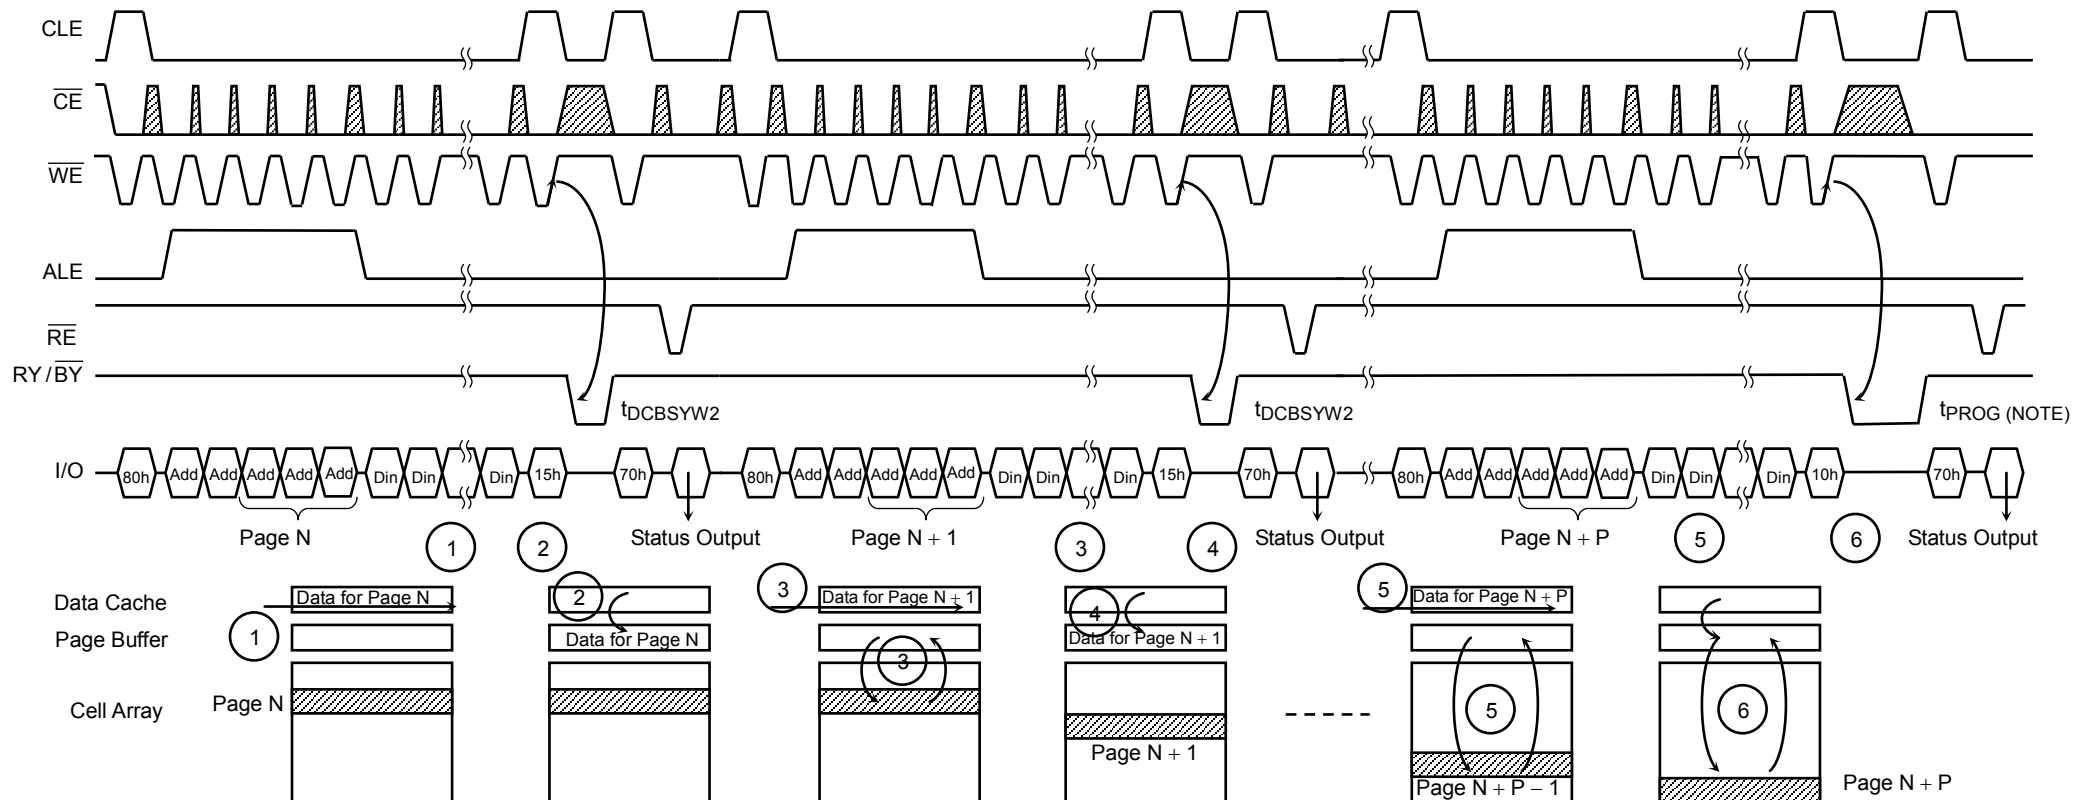 CLE
CE
WE
ALE
RE
RY/BY
tDCBSYW2
tDCBSYW2
tPROG (NOTE)
I/O 80h Add Add Add Add Add Din Din Din 15h 70h 80h Add Add Add Add Add Din Din Din 15h 70h 80h Add Add Add Add Add Din Din Din 10h 70h
Page N 1 2 Status Output Page N + 1 3 4 Status Output Page N + P 5 6 Status Output
Data Cache Data for Page N 2 3 Data for Page N + 1 4 5 Data for Page N + P
Page Buffer 1 Data for Page N 3 Data for Page N + 1
Cell Array Page N Page N + 1 5 Page N + P − 1 6 Page N + P